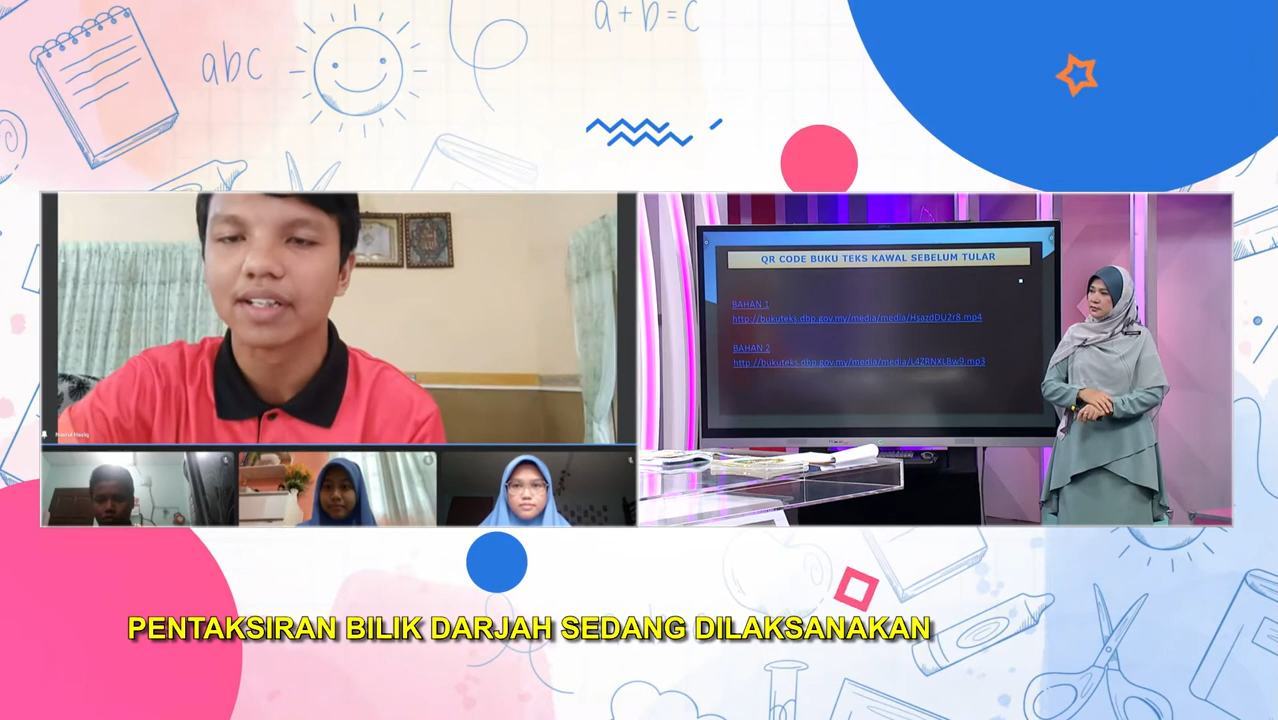 abc
a+b=c
QR CODE BUKU TEKS KAWAL SEBELUM TULAR
BAHAN 1
http://bukuteks.dbp.gov.my/media/media/HsazdDU2r8.mp4
BAHAN 2
http://bukuteks.dbp.gov.my/media/media/L4ZRNXLBw9.mp3
PENTAKSIRAN BILIK DARJAH SEDANG DILAKSANAKAN